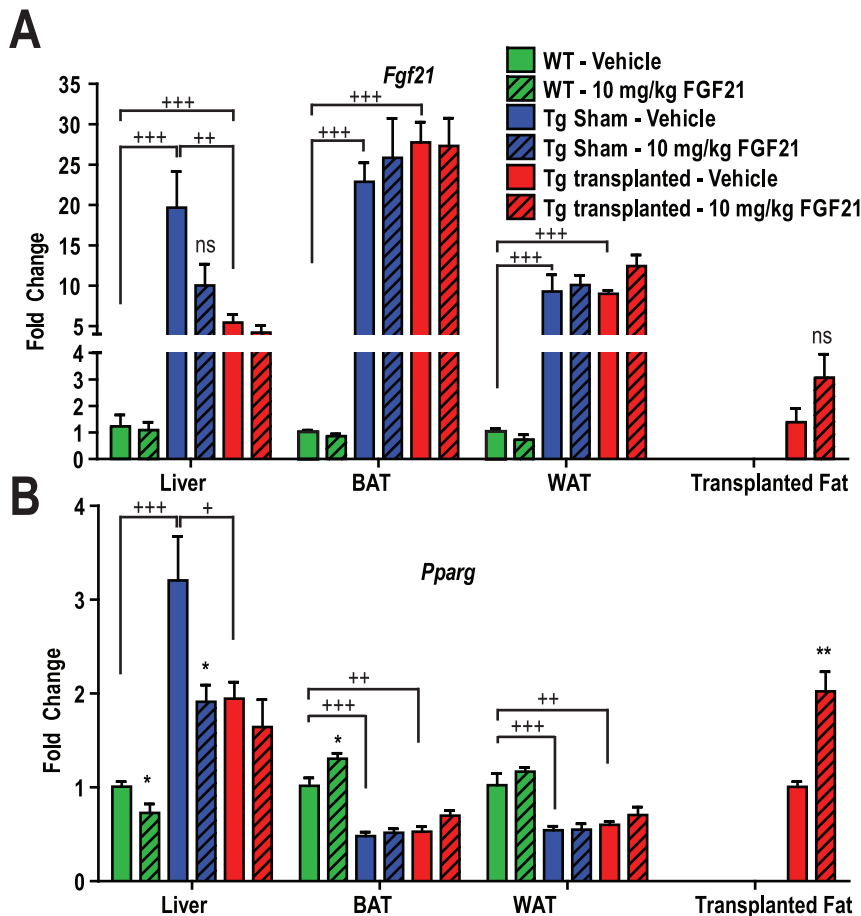 A
Fgf21
WT - Vehicle
WT - 10 mg/kg FGF21
Tg Sham - Vehicle
Tg Sham - 10 mg/kg FGF21
Tg transplanted - Vehicle
Tg transplanted - 10 mg/kg FGF21
Fold Change
35
30
25
20
15
10
5
4
3
2
1
0
+++
+++
++
ns
+++
+++
+++
+++
ns
Liver
BAT
WAT
Transplanted Fat
B
Pparg
Fold Change
4
3
2
1
0
+++
+
*
*
++
+++
*
++
+++
**
Liver
BAT
WAT
Transplanted Fat